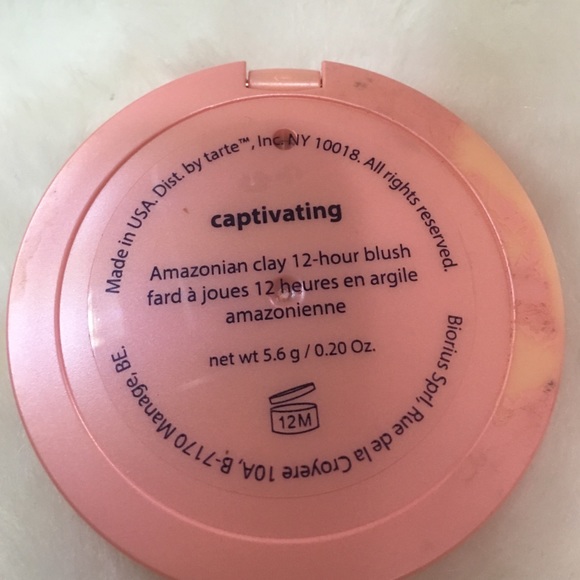 Made in USA. Dist. by tarte™, Inc. NY 10018. All rights reserved.
captivating
Amazonian clay 12-hour blush
fard à joues 12 heures en argile
amazonienne
net wt 5.6 g / 0.20 Oz.
12M
Biorius Sprl, Rue de la Croyere 10A, B-7170 Manage, BE.